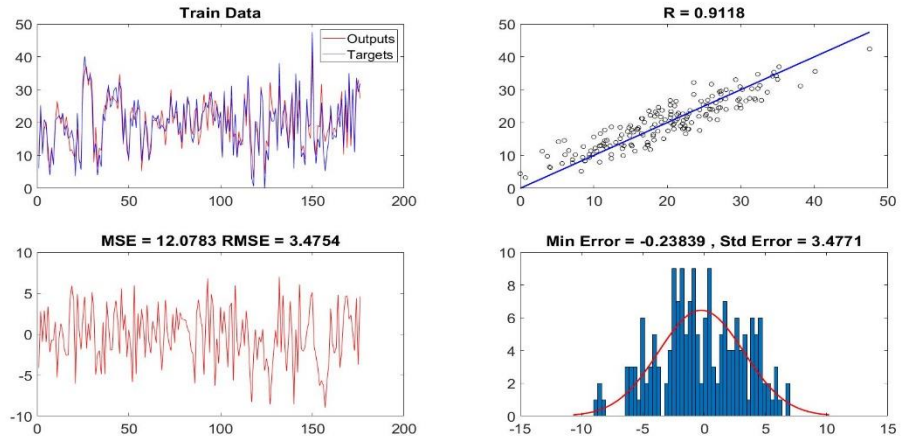 Train Data
50
40
30
20
10
0
0 50 100 150 200
Outputs
Targets
R = 0.9118
50
40
30
20
10
0
0 10 20 30 40 50
MSE = 12.0783 RMSE = 3.4754
10
5
0
-5
-10
0 50 100 150 200
Min Error = -0.23839 , Std Error = 3.4771
10
8
6
4
2
0
-15 -10 -5 0 5 10 15